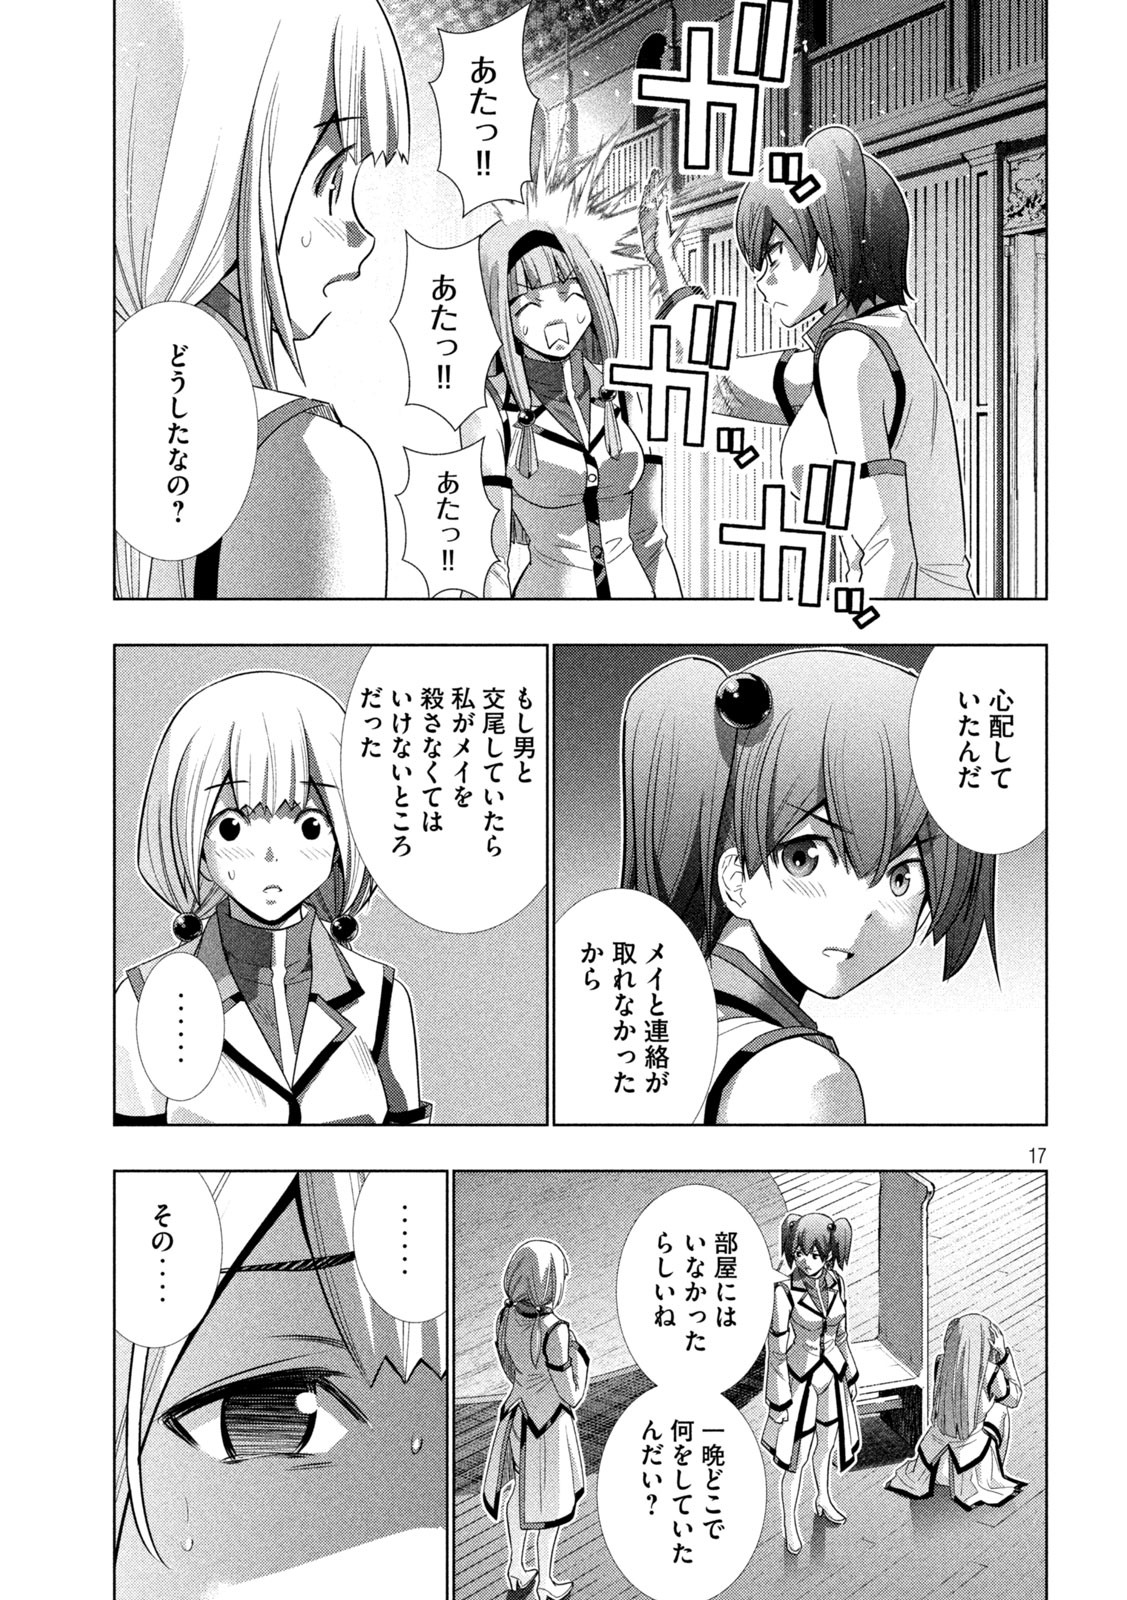 ガガッ
ガガッ
ガガッ
あたっ!!
あたっ!!
あたっ!!
どうしたなの?
心配して
いたんだ
メイと連絡が
取れなかった
から
もし男と
交尾していたら
私がメイを
殺さなくては
いけないところ
だった
‥‥‥
17
部屋には
いなかった
らしいね
一晩どこで
何をしていた
んだい?
‥‥‥
その‥‥